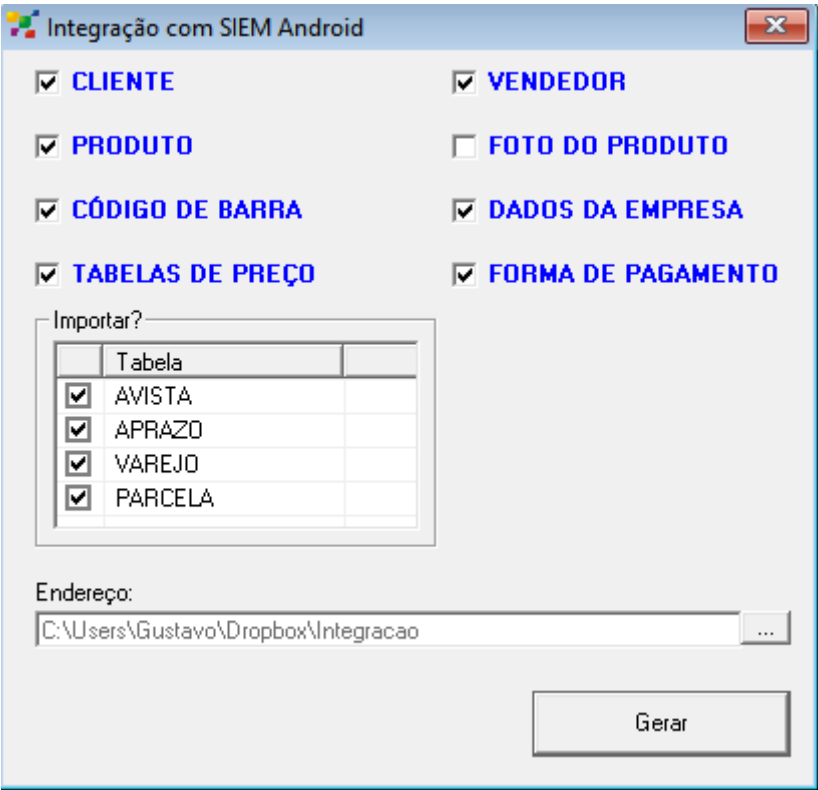 Integração com SIEM Android
CLIENTE
VENDEDOR
PRODUTO
FOTO DO PRODUTO
CÓDIGO DE BARRA
DADOS DA EMPRESA
TABELAS DE PREÇO
FORMA DE PAGAMENTO
Importar?
Tabela
AVISTA
APRAZO
VAREJO
PARCELA
Endereço:
C:\Users\Gustavo\Dropbox\Integracao
...
Gerar